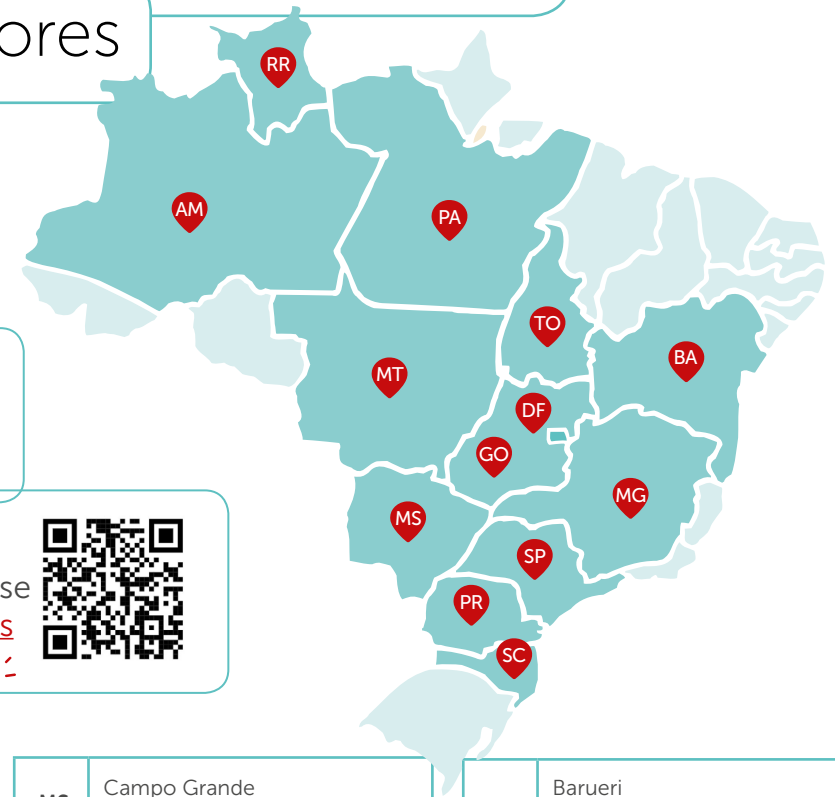 ores
RR
AM
PA
TO
BA
MT
DF
GO
MG
MS
SP
PR
SC
se
s
Campo Grande
Barueri